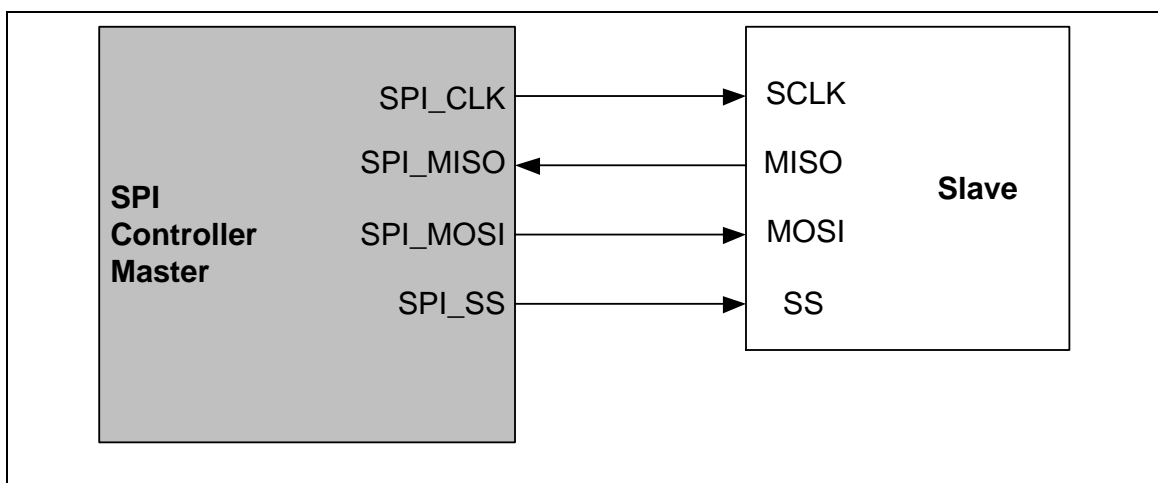 SPI_CLK
SCLK
SPI_MISO
MISO
SPI
Controller
Master
Slave
SPI_MOSI
MOSI
SPI_SS
SS